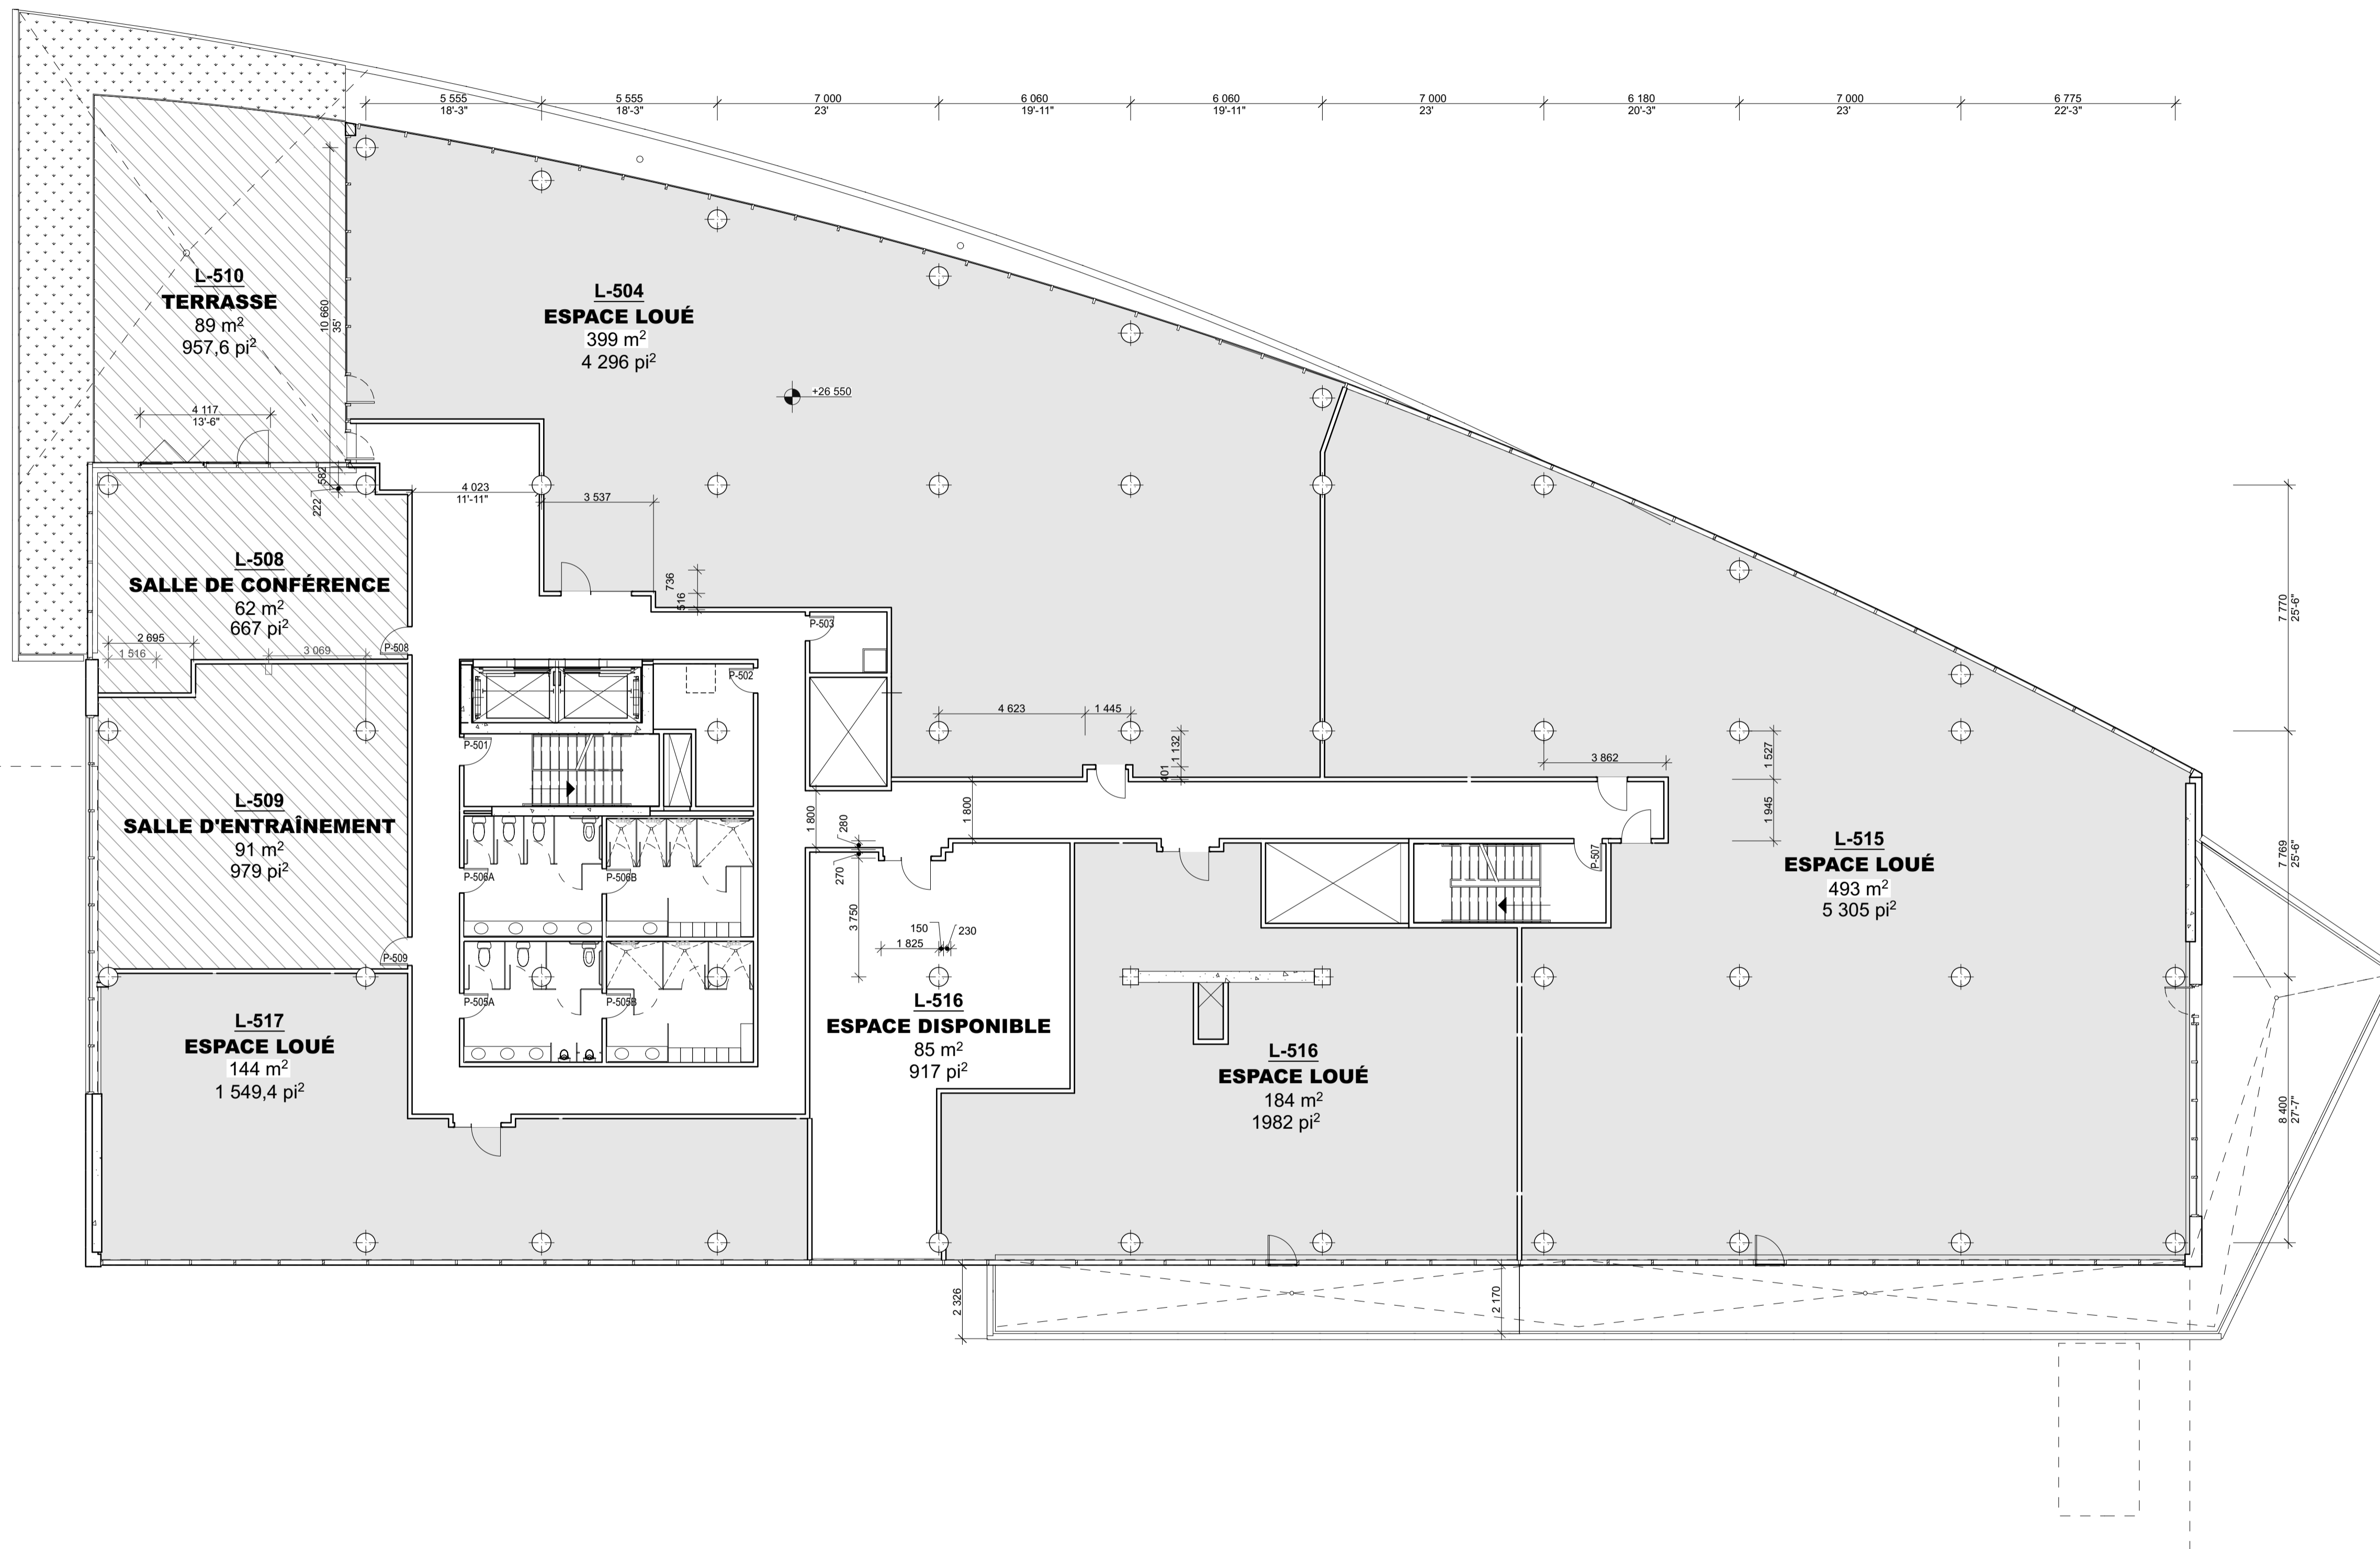 5 555
18'-3"
5 555
18'-3"
7 000
23'
6 060
19'-11"
6 060
19'-11"
7 000
23'
6 180
20'-3"
7 000
23'
6 775
22'-3"
L-510
TERRASSE
89 m²
957,6 pi²
10 660
35'
4 117
13'-6"
L-504
ESPACE LOUÉ
399 m²
4 296 pi²
+26 550
582
222
4 023
11'-11"
3 537
736
516
L-508
SALLE DE CONFÉRENCE
62 m²
667 pi²
2 695
1 516
3 069
P-508
P-503
P-502
P-501
4 623
1 445
1 132
401
3 862
1 527
1 945
7 770
25'-6"
7 769
25'-6"
8 400
27'-7"
L-509
SALLE D'ENTRAÎNEMENT
91 m²
979 pi²
P-509
P-506A
P-506B
P-505A
P-505B
1 800
280
270
1 800
3 750
150
230
1 825
P-507
L-515
ESPACE LOUÉ
493 m²
5 305 pi²
L-516
ESPACE DISPONIBLE
85 m²
917 pi²
L-517
ESPACE LOUÉ
144 m²
1 549,4 pi²
L-516
ESPACE LOUÉ
184 m²
1982 pi²
2 326
2 170